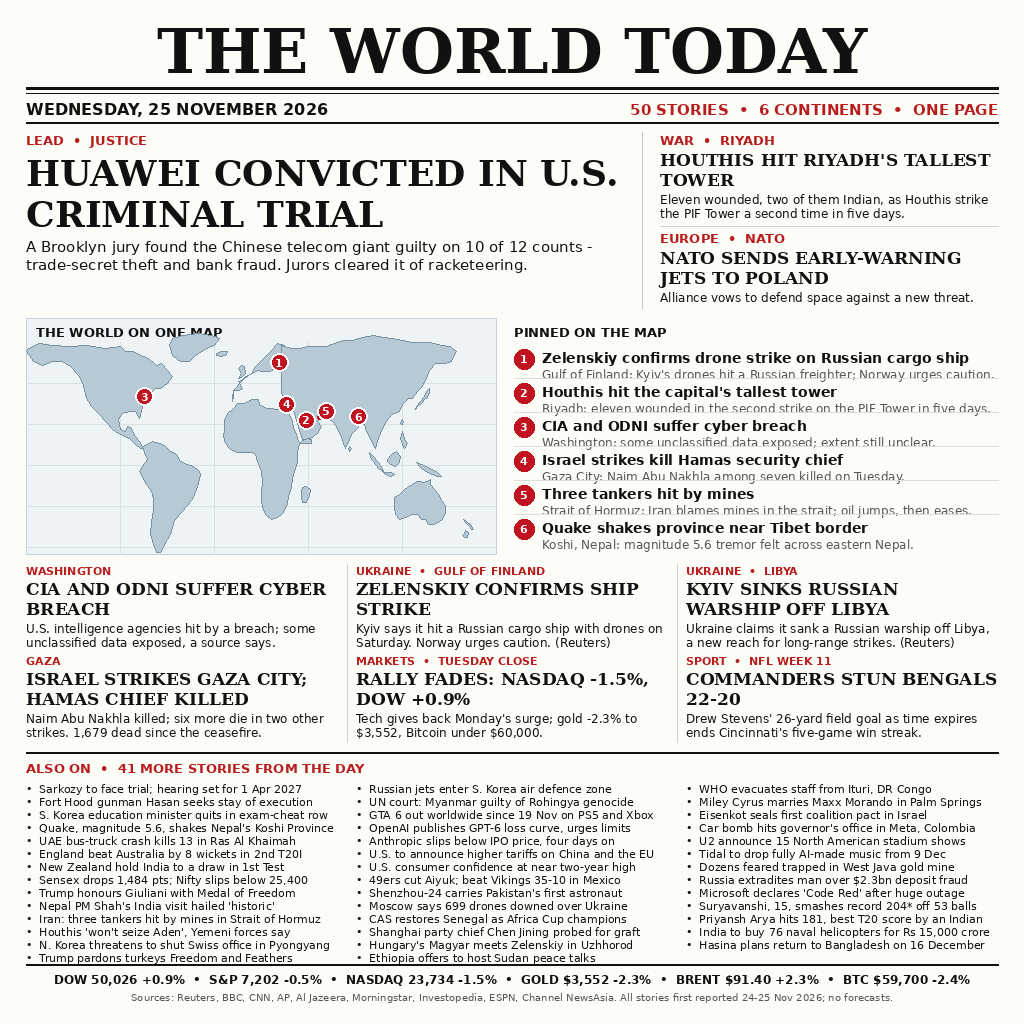 THE WORLD TODAY
WEDNESDAY, 25 NOVEMBER 2026
50 STORIES • 6 CONTINENTS • ONE PAGE
LEAD • JUSTICE
HUAWEI CONVICTED IN U.S.
CRIMINAL TRIAL
A Brooklyn jury found the Chinese telecom giant guilty on 10 of 12 counts -
trade-secret theft and bank fraud. Jurors cleared it of racketeering.
WAR • RIYADH
HOUTHIS HIT RIYADH'S TALLEST
TOWER
Eleven wounded, two of them Indian, as Houthis strike
the PIF Tower a second time in five days.
EUROPE • NATO
NATO SENDS EARLY-WARNING
JETS TO POLAND
Alliance vows to defend space against a new threat.
THE WORLD ON ONE MAP
1
2
3
4
5
6
PINNED ON THE MAP
1 Zelenskiy confirms drone strike on Russian cargo ship
Gulf of Finland: Kyiv's drones hit a Russian freighter; Norway urges caution.
2 Houthis hit the capital's tallest tower
Riyadh: eleven wounded in the second strike on the PIF Tower in five days.
3 CIA and ODNI suffer cyber breach
Washington: some unclassified data exposed; extent still unclear.
4 Israel strikes kill Hamas security chief
Gaza City: Naim Abu Nakhla among seven killed on Tuesday.
5 Three tankers hit by mines
Strait of Hormuz: Iran blames mines in the strait; oil jumps, then eases.
6 Quake shakes province near Tibet border
Koshi, Nepal: magnitude 5.6 tremor felt across eastern Nepal.
WASHINGTON
CIA AND ODNI SUFFER CYBER
BREACH
U.S. intelligence agencies hit by a breach; some
unclassified data exposed, a source says.
UKRAINE • GULF OF FINLAND
ZELENSKIY CONFIRMS SHIP
STRIKE
Kyiv says it hit a Russian cargo ship with drones on
Saturday. Norway urges caution. (Reuters)
UKRAINE • LIBYA
KYIV SINKS RUSSIAN
WARSHIP OFF LIBYA
Ukraine claims it sank a Russian warship off Libya,
a new reach for long-range strikes. (Reuters)
GAZA
ISRAEL STRIKES GAZA CITY;
HAMAS CHIEF KILLED
Naim Abu Nakhla killed; six more die in two other
strikes. 1,679 dead since the ceasefire.
MARKETS • TUESDAY CLOSE
RALLY FADES: NASDAQ -1.5%,
DOW +0.9%
Tech gives back Monday's surge; gold -2.3% to
$3,552, Bitcoin under $60,000.
SPORT • NFL WEEK 11
COMMANDERS STUN BENGALS
22-20
Drew Stevens' 26-yard field goal as time expires
ends Cincinnati's five-game win streak.
ALSO ON • 41 MORE STORIES FROM THE DAY
• Sarkozy to face trial; hearing set for 1 Apr 2027
• Fort Hood gunman Hasan seeks stay of execution
• S. Korea education minister quits in exam-cheat row
• Quake, magnitude 5.6, shakes Nepal's Koshi Province
• UAE bus-truck crash kills 13 in Ras Al Khaimah
• England beat Australia by 8 wickets in 2nd T20I
• New Zealand hold India to a draw in 1st Test
• Sensex drops 1,484 pts; Nifty slips below 25,400
• Trump honours Giuliani with Medal of Freedom
• Nepal PM Shah's India visit hailed 'historic'
• Iran: three tankers hit by mines in Strait of Hormuz
• Houthis 'won't seize Aden', Yemeni forces say
• N. Korea threatens to shut Swiss office in Pyongyang
• Trump pardons turkeys Freedom and Feathers
• Russian jets enter S. Korea air defence zone
• UN court: Myanmar guilty of Rohingya genocide
• GTA 6 out worldwide since 19 Nov on PS5 and Xbox
• OpenAI publishes GPT-6 loss curve, urges limits
• Anthropic slips below IPO price, four days on
• U.S. to announce higher tariffs on China and the EU
• U.S. consumer confidence at near two-year high
• 49ers cut Aiyuk; beat Vikings 35-10 in Mexico
• Shenzhou-24 carries Pakistan's first astronaut
• Moscow says 699 drones downed over Ukraine
• CAS restores Senegal as Africa Cup champions
• Shanghai party chief Chen Jining probed for graft
• Hungary's Magyar meets Zelenskiy in Uzhhorod
• Ethiopia offers to host Sudan peace talks
• WHO evacuates staff from Ituri, DR Congo
• Miley Cyrus marries Maxx Morando in Palm Springs
• Eisenkot seals first coalition pact in Israel
• Car bomb hits governor's office in Meta, Colombia
• U2 announce 15 North American stadium shows
• Tidal to drop fully AI-made music from 9 Dec
• Dozens feared trapped in West Java gold mine
• Russia extradites man over $2.3bn deposit fraud
• Microsoft declares 'Code Red' after huge outage
• Suryavanshi, 15, smashes record 204* off 53 balls
• Priyansh Arya hits 181, best T20 score by an Indian
• India to buy 76 naval helicopters for Rs 15,000 crore
• Hasina plans return to Bangladesh on 16 December
DOW 50,026 +0.9% • S&P 7,202 -0.5% • NASDAQ 23,734 -1.5% • GOLD $3,552 -2.3% • BRENT $91.40 +2.3% • BTC $59,700 -2.4%
Sources: Reuters, BBC, CNN, AP, Al Jazeera, Morningstar, Investopedia, ESPN, Channel NewsAsia. All stories first reported 24-25 Nov 2026; no forecasts.